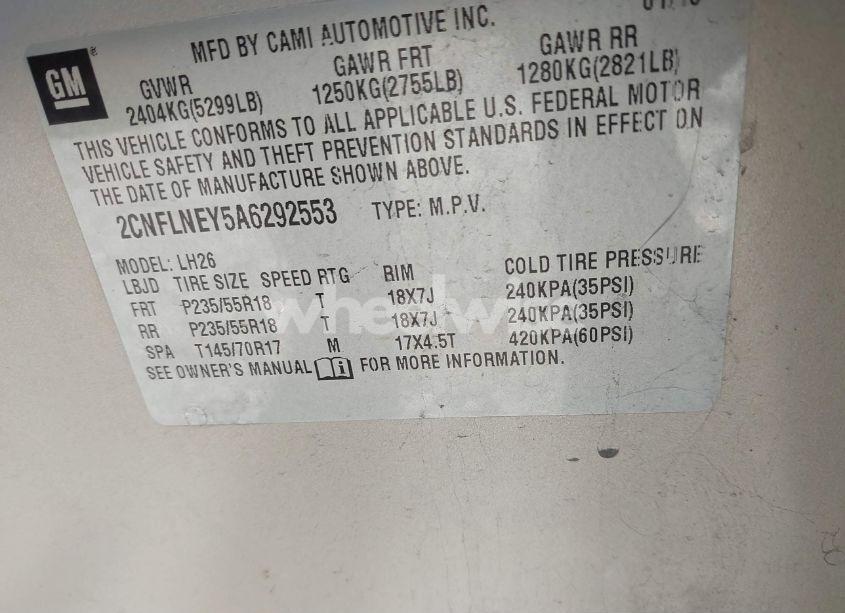 GM
MFD BY CAMI AUTOMOTIVE INC.
GVWR GAWR FRT GAWR RR
2404KG(5299LB) 1250KG(2755LB) 1280KG(2821LB)
THIS VEHICLE CONFORMS TO ALL APPLICABLE U.S. FEDERAL MOTOR
VEHICLE SAFETY AND THEFT PREVENTION STANDARDS IN EFFECT ON
THE DATE OF MANUFACTURE SHOWN ABOVE.
2CNFLNEY5A6292553 TYPE: M.P.V.
MODEL: LH26
LBJD TIRE SIZE SPEED RTG RIM COLD TIRE PRESSURE
FRT P235/55R18 T 18X7J 240KPA(35PSI)
RR P235/55R18 T 18X7J 240KPA(35PSI)
SPA T145/70R17 M 17X4.5T 420KPA(60PSI)
SEE OWNER'S MANUAL FOR MORE INFORMATION.